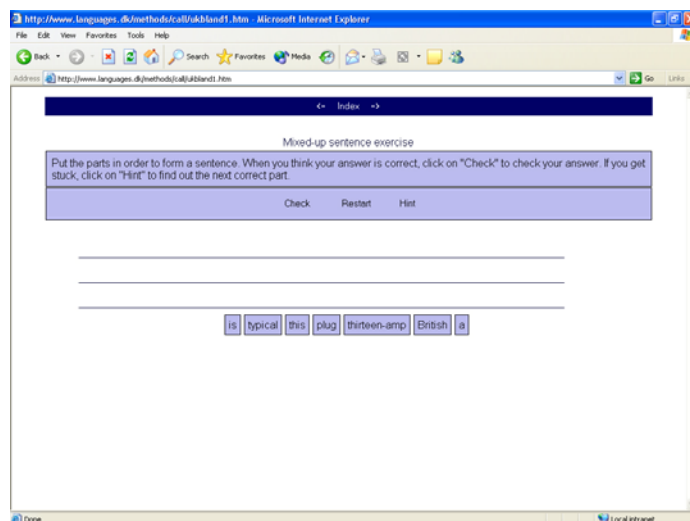 http://www.languages.dk/methods/call/ukbland1.htm - Microsoft Internet Explorer
File Edit View Favorites Tools Help
Back Search Favorites Media
Address http://www.languages.dk/methods/call/ukbland1.htm Go Links
<= Index =>
Mixed-up sentence exercise
Put the parts in order to form a sentence. When you think your answer is correct, click on "Check" to check your answer. If you get
stuck, click on "Hint" to find out the next correct part.
Check Restart Hint
is typical this plug thirteen-amp British a
Done Local intranet